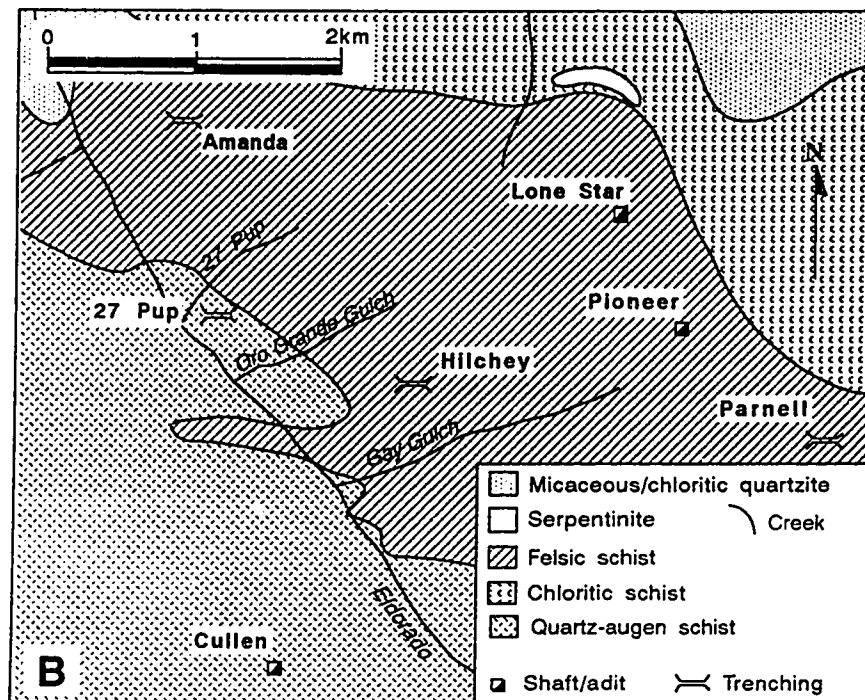 0 1 2km
Amanda
N
Lone Star
27 Pup
Pioneer
27 Pup
Oro Grande Gulch
Hilchey
Parnell
Gay Gulch
Micaceous/chloritic quartzite
Serpentinite
Creek
Felsic schist
Chloritic schist
Quartz-augen schist
Eldorado
Cullen
B
Shaft/adit
Trenching